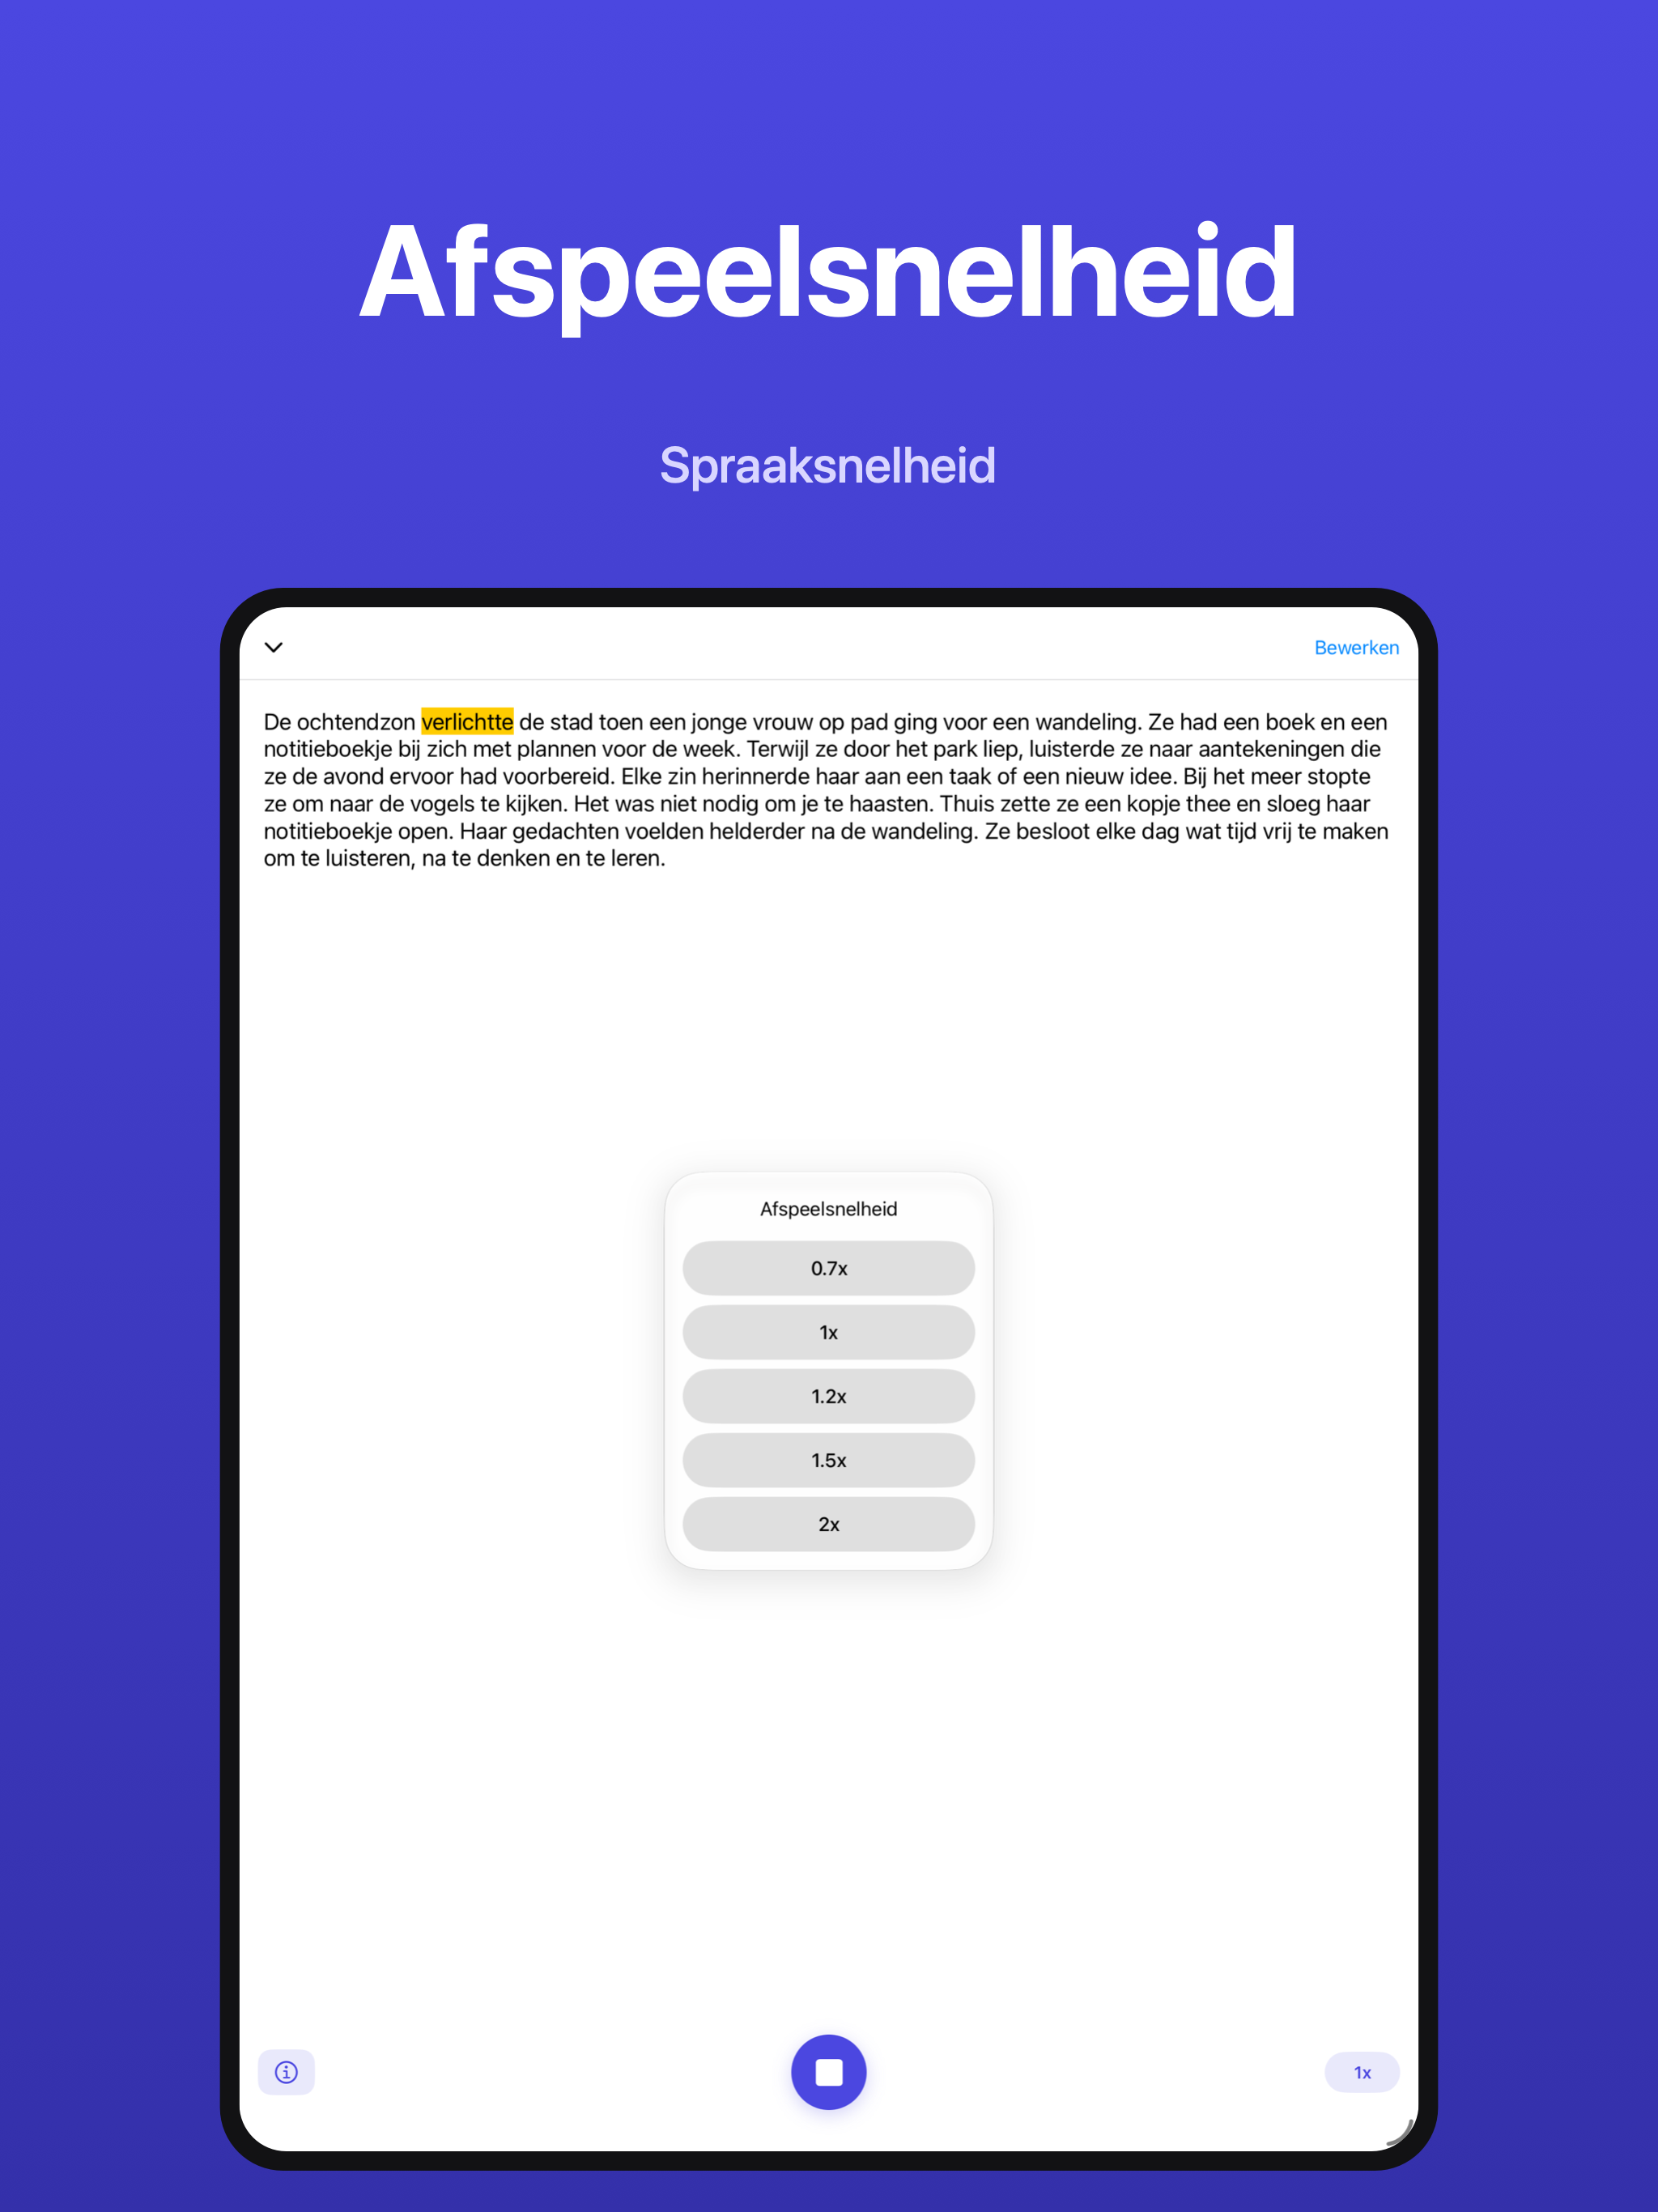 Afspeelsnelheid
Spraaksnelheid
Bewerken
De ochtendzon verlichtte de stad toen een jonge vrouw op pad ging voor een wandeling. Ze had een boek en een
notitieboekje bij zich met plannen voor de week. Terwijl ze door het park liep, luisterde ze naar aantekeningen die
ze de avond ervoor had voorbereid. Elke zin herinnerde haar aan een taak of een nieuw idee. Bij het meer stopte
ze om naar de vogels te kijken. Het was niet nodig om je te haasten. Thuis zette ze een kopje thee en sloeg haar
notitieboekje open. Haar gedachten voelden helderder na de wandeling. Ze besloot elke dag wat tijd vrij te maken
om te luisteren, na te denken en te leren.
Afspeelsnelheid
0.7x
1x
1.2x
1.5x
2x
1x